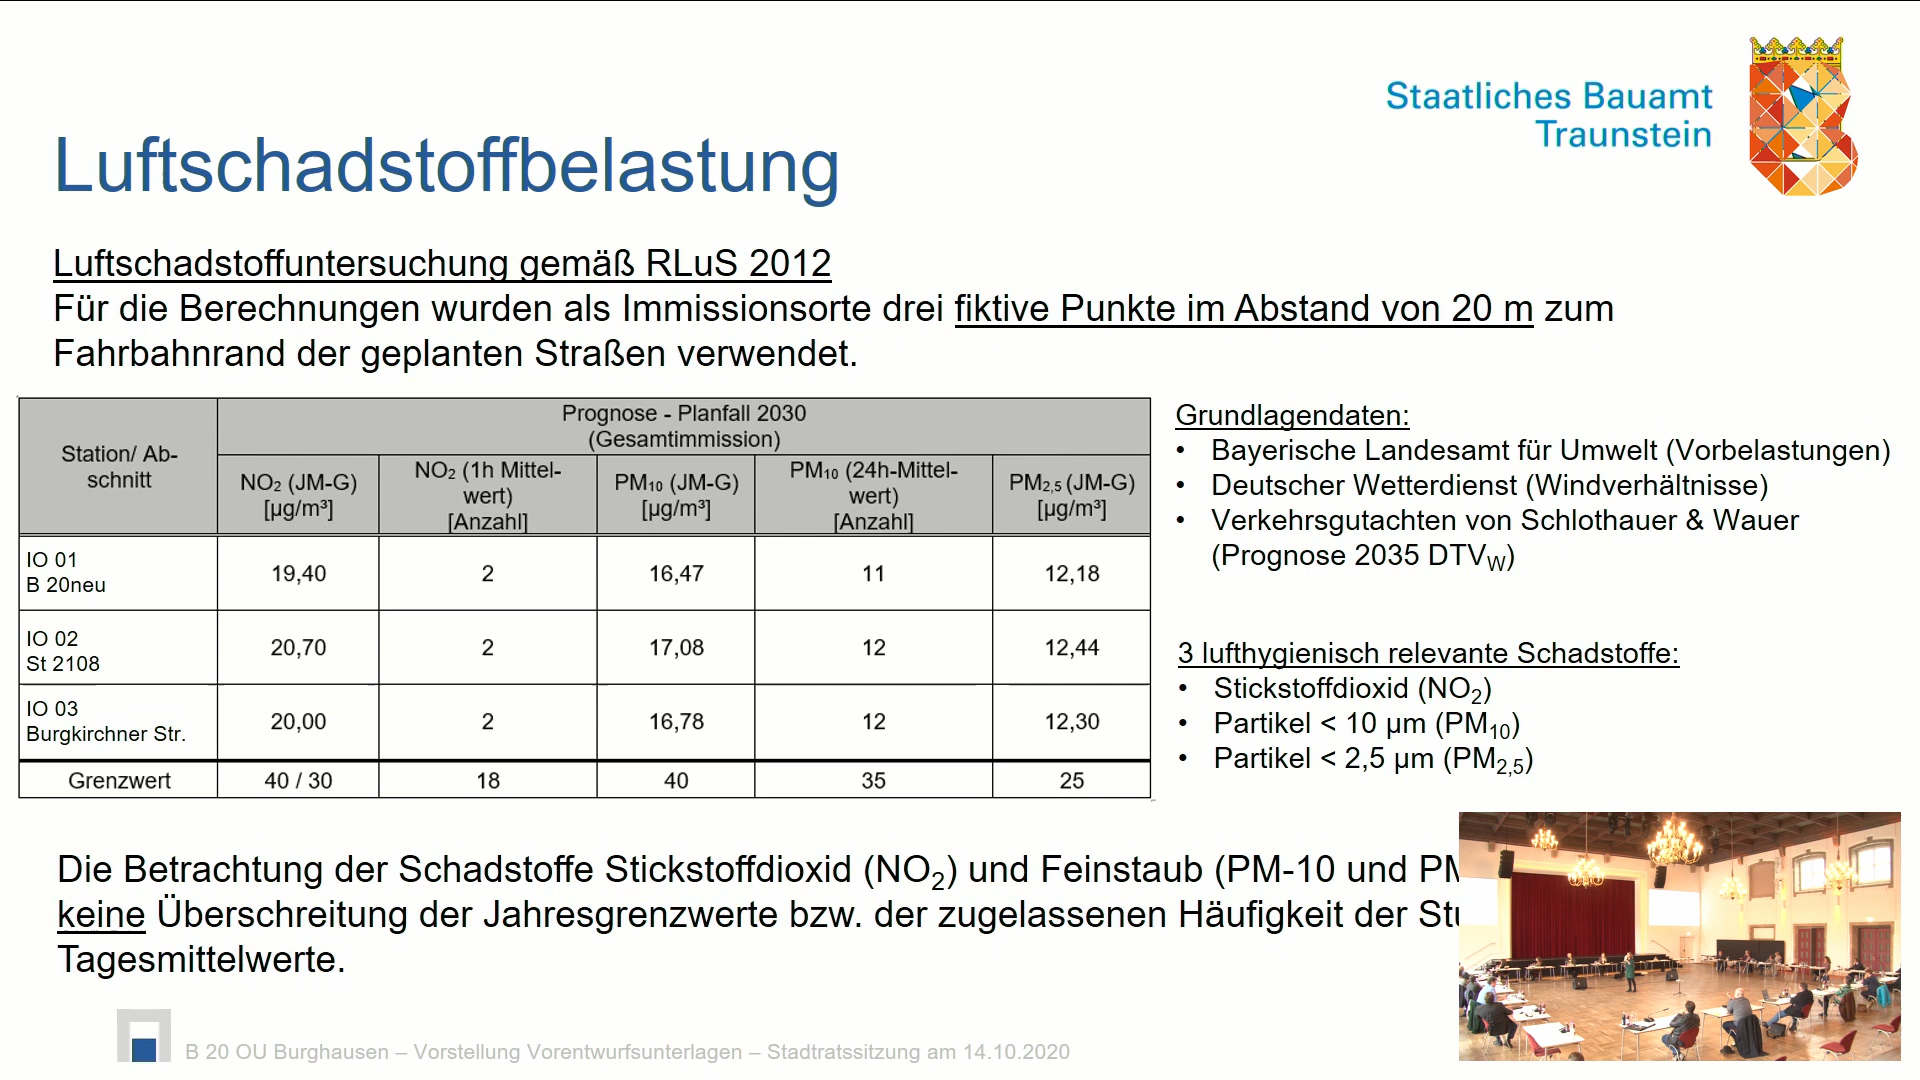 Staatliches Bauamt
Traunstein
Luftschadstoffbelastung
Luftschadstoffuntersuchung gemäß RLuS 2012
Für die Berechnungen wurden als Immissionsorte drei fiktive Punkte im Abstand von 20 m zum
Fahrbahnrand der geplanten Straßen verwendet.
Station/ Ab-
schnitt
Prognose - Planfall 2030
(Gesamtimmission)
NO₂ (JM-G)
[µg/m³]
NO₂ (1h Mittel-
wert)
[Anzahl]
PM₁₀ (JM-G)
[µg/m³]
PM₁₀ (24h-Mittel-
wert)
[Anzahl]
PM2,5 (JM-G)
[µg/m³]
IO 01
B 20neu
19,40 2 16,47 11 12,18
IO 02
St 2108
20,70 2 17,08 12 12,44
IO 03
Burgkirchner Str.
20,00 2 16,78 12 12,30
Grenzwert 40 / 30 18 40 35 25
Grundlagendaten:
• Bayerische Landesamt für Umwelt (Vorbelastungen)
• Deutscher Wetterdienst (Windverhältnisse)
• Verkehrsgutachten von Schlothauer & Wauer
(Prognose 2035 DTVW)
3 lufthygienisch relevante Schadstoffe:
• Stickstoffdioxid (NO₂)
• Partikel < 10 µm (PM₁₀)
• Partikel < 2,5 µm (PM2,5)
Die Betrachtung der Schadstoffe Stickstoffdioxid (NO₂) und Feinstaub (PM-10 und
keine Überschreitung der Jahresgrenzwerte bzw. der zugelassenen Häufigkeit der
Tagesmittelwerte.
B 20 OU Burghausen – Vorstellung Vorentwurfsunterlagen – Stadtratssitzung am 14.10.2020